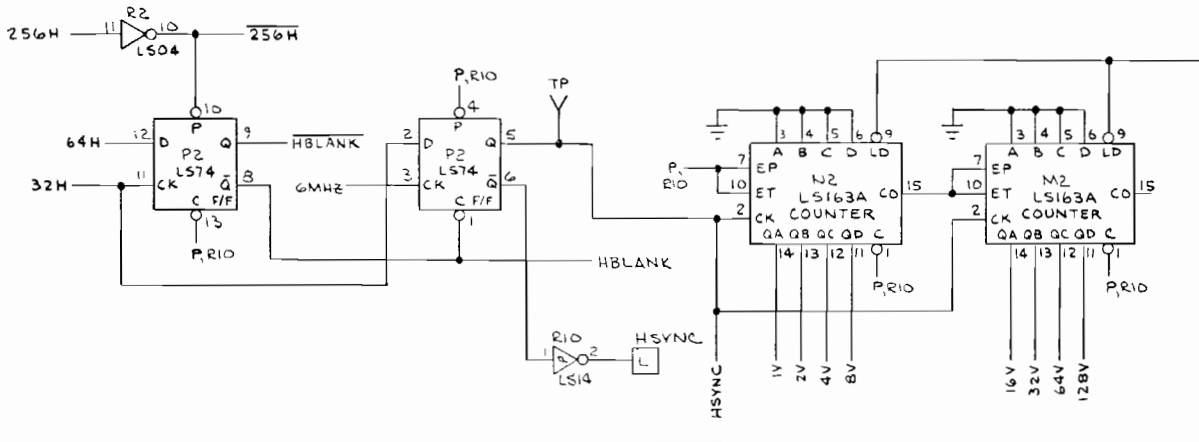 R2
256H 11 10 256H
LS04
10
P
64H 12 D Q 9 HBLANK
P2
LS74
32H 11 CK Q 8
C F/F
13
P,R10
P,R10
4
P
2 D Q 5
P2
LS74
6MHZ 3 CK Q 6
C F/F
1
TP
HBLANK
R10
1 P 2
LS14
HSYNC
L
3 4 5 6 9
A B C D LD
P,
R10
7 EP
10 ET
2 CK
N2
LS163A
COUNTER
CO 15
QA QB QC QD C
14 13 12 11 1
P,R10
HSYNC
1V
2V
4V
8V
3 4 5 6 9
A B C D LD
7 EP
10 ET
2 CK
M2
LS163A
COUNTER
CO 15
QA QB QC QD C
14 13 12 11 1
P,R10
16V
32V
64V
128V